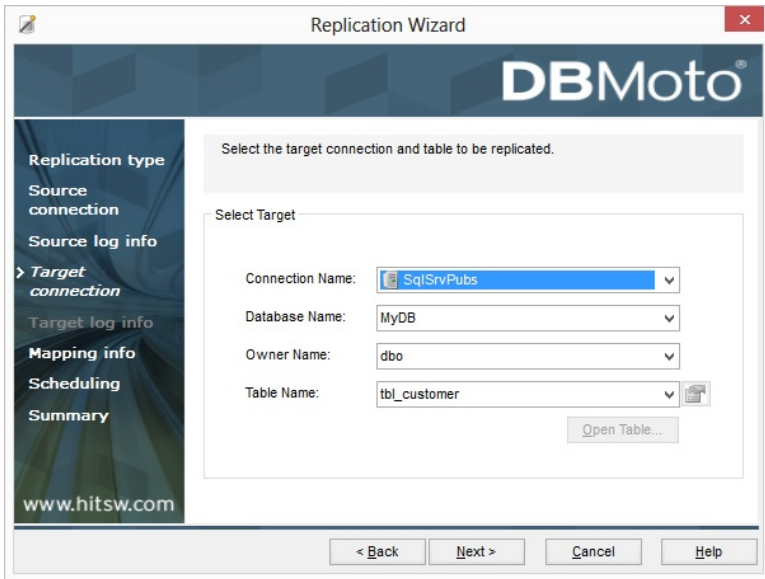 Replication Wizard
DBMoto®
Replication type
Source
connection
Source log info
Target
connection
Target log info
Mapping info
Scheduling
Summary
www.hitsw.com
Select the target connection and table to be replicated.
Select Target
Connection Name: SqlSrvPubs
Database Name: MyDB
Owner Name: dbo
Table Name: tbl_customer
Open Table...
< Back Next > Cancel Help